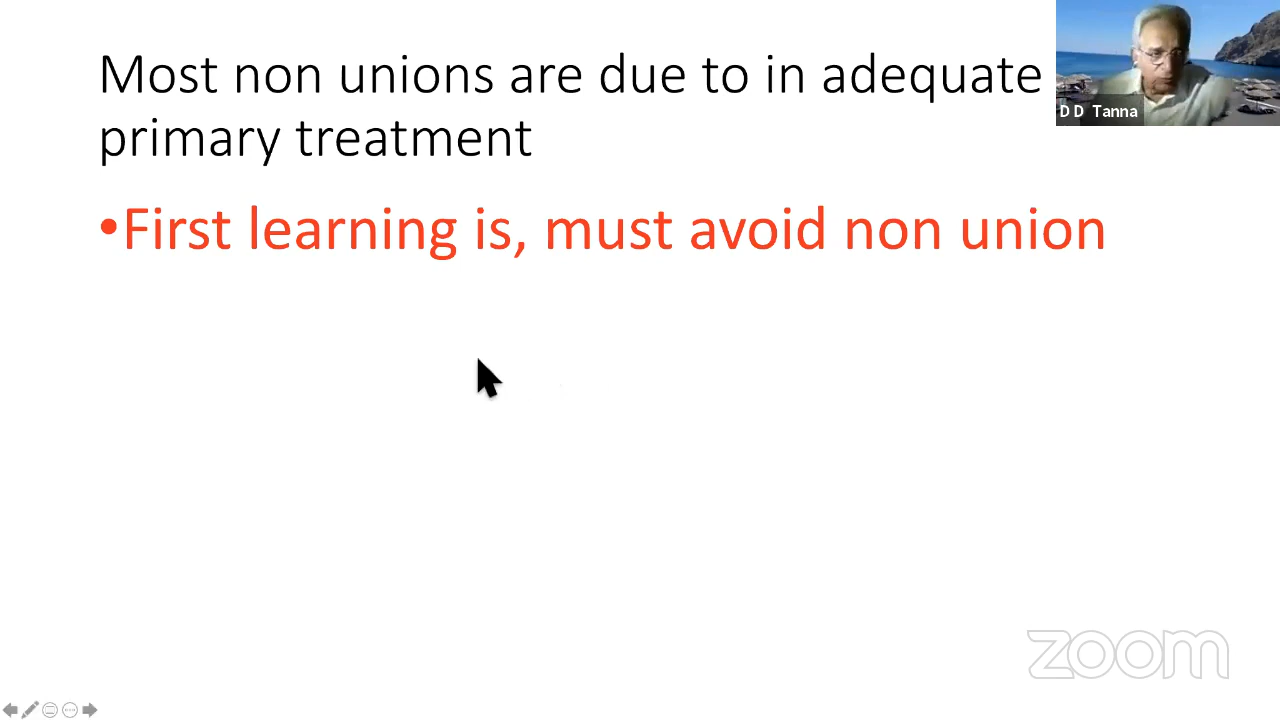 Most non unions are due to in adequate
primary treatment
•First learning is, must avoid non union
D D Tanna
zoom